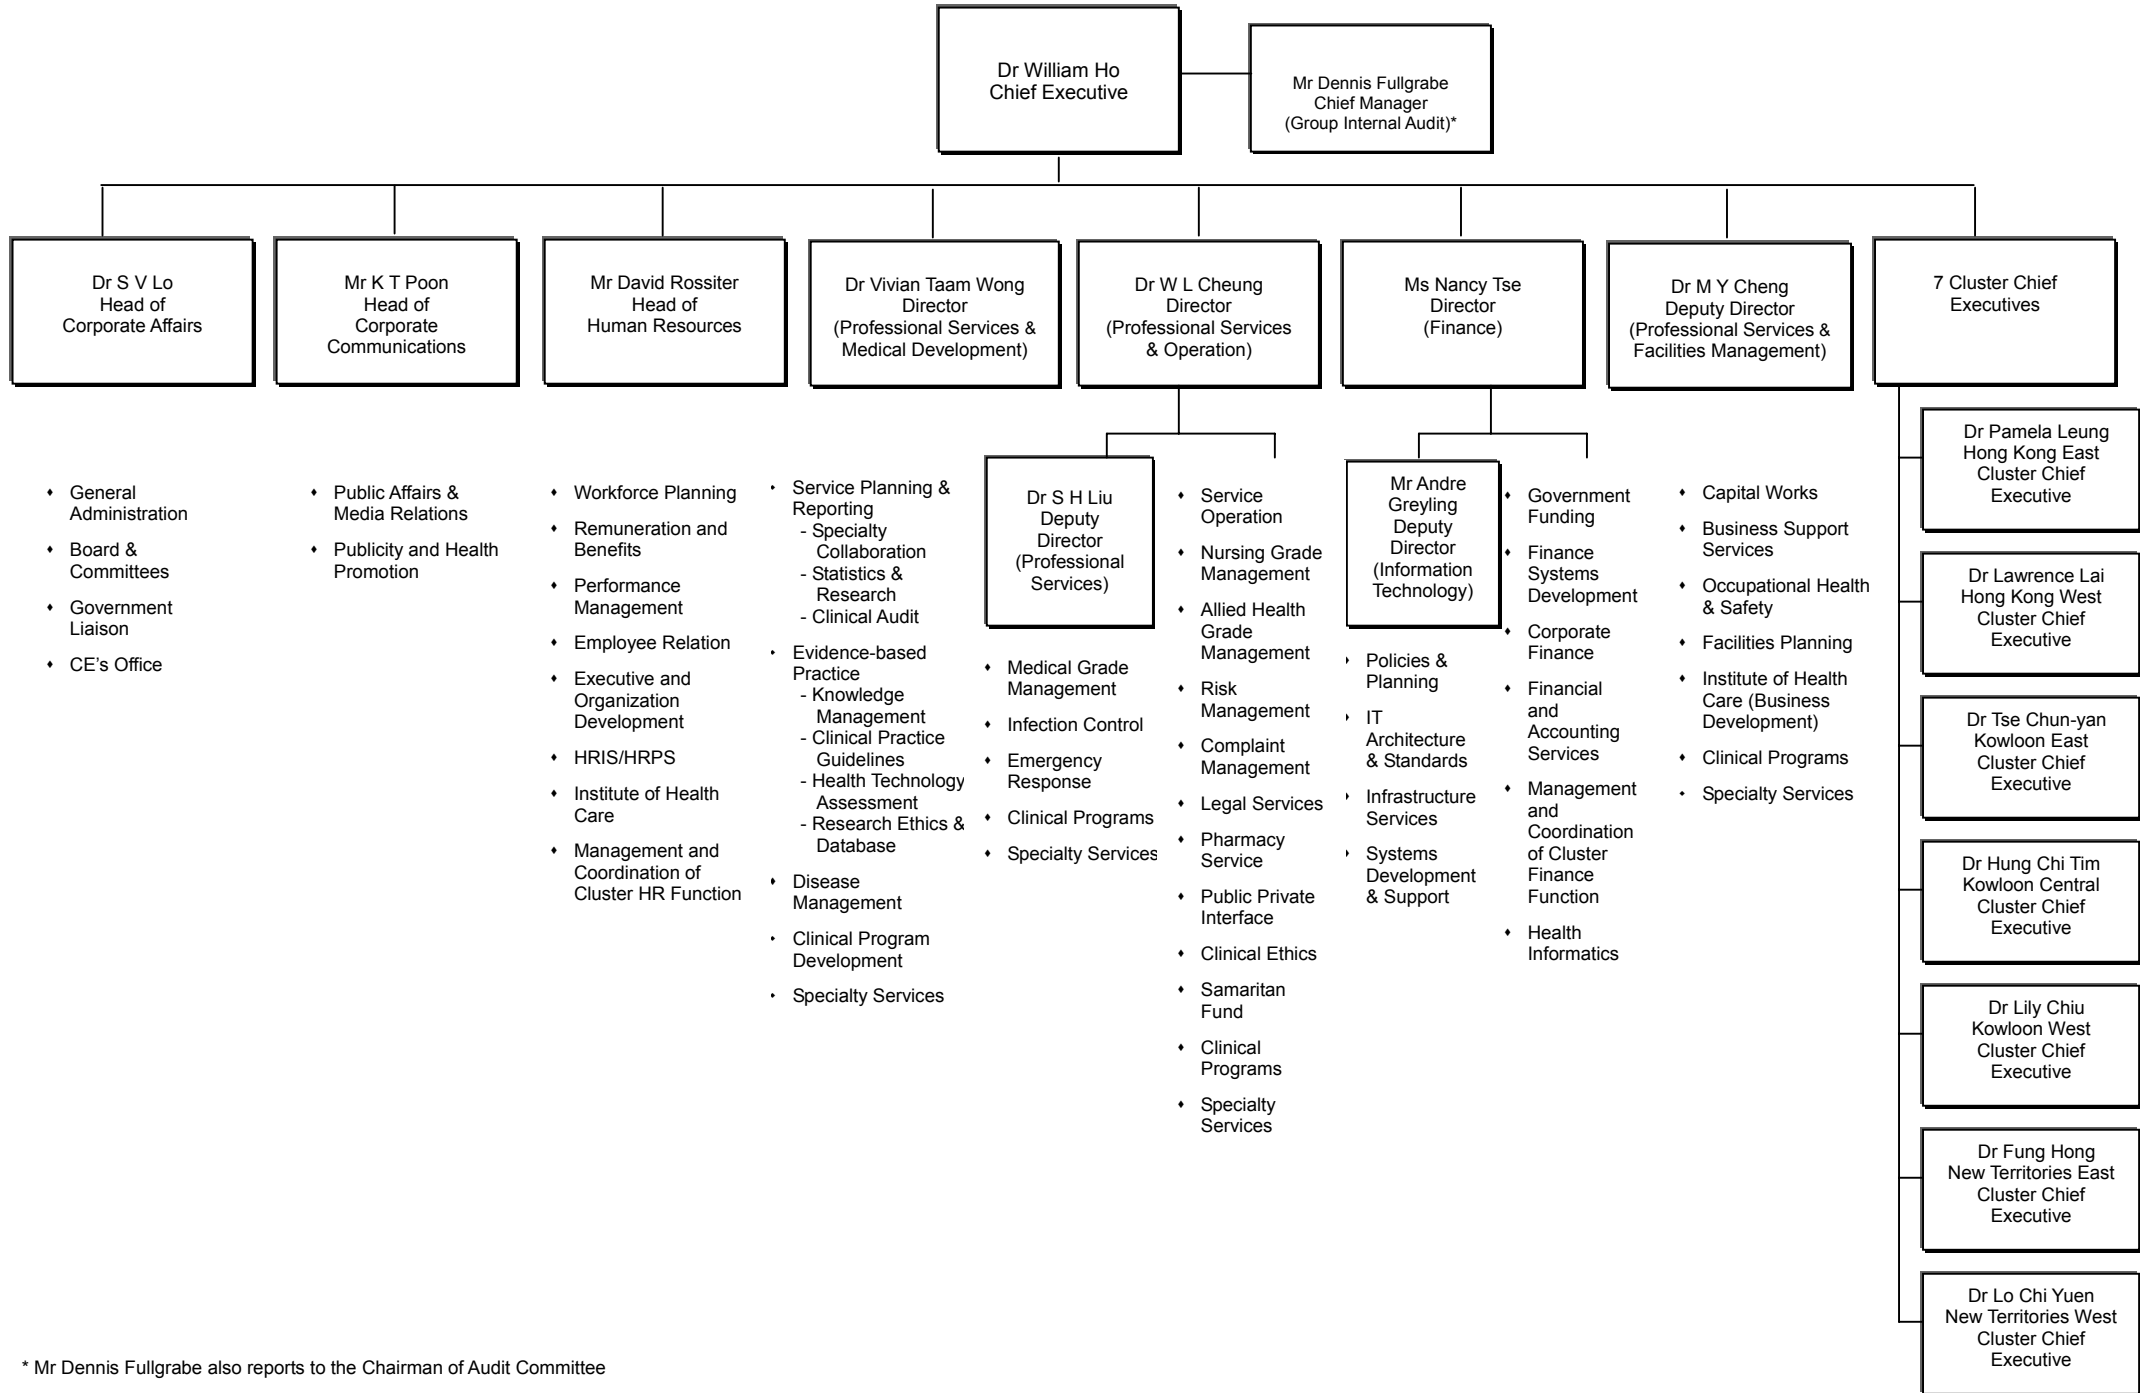 Dr William Ho
Chief Executive
Mr Dennis Fullgrabe
Chief Manager
(Group Internal Audit)*
Dr S V Lo
Head of
Corporate Affairs
Mr K T Poon
Head of
Corporate
Communications
Mr David Rossiter
Head of
Human Resources
Dr Vivian Taam Wong
Director
(Professional Services &
Medical Development)
Dr W L Cheung
Director
(Professional Services
& Operation)
Ms Nancy Tse
Director
(Finance)
Dr M Y Cheng
Deputy Director
(Professional Services &
Facilities Management)
7 Cluster Chief
Executives
• General
Administration
• Board &
Committees
• Government
Liaison
• CE's Office
• Public Affairs &
Media Relations
• Publicity and Health
Promotion
• Workforce Planning
• Remuneration and
Benefits
• Performance
Management
• Employee Relation
• Executive and
Organization
Development
• HRIS/HRPS
• Institute of Health
Care
• Management and
Coordination of
Cluster HR Function
• Service Planning &
Reporting
- Specialty
Collaboration
- Statistics &
Research
- Clinical Audit
• Evidence-based
Practice
- Knowledge
Management
- Clinical Practice
Guidelines
- Health Technology
Assessment
- Research Ethics &
Database
• Disease
Management
• Clinical Program
Development
• Specialty Services
Dr S H Liu
Deputy
Director
(Professional
Services)
• Medical Grade
Management
• Infection Control
• Emergency
Response
• Clinical Programs
• Specialty Services
• Service
Operation
• Nursing Grade
Management
• Allied Health
Grade
Management
• Risk
Management
• Complaint
Management
• Legal Services
• Pharmacy
Service
• Public Private
Interface
• Clinical Ethics
• Samaritan
Fund
• Clinical
Programs
• Specialty
Services
Mr Andre
Greyling
Deputy
Director
(Information
Technology)
• Policies &
Planning
• IT
Architecture
& Standards
• Infrastructure
Services
• Systems
Development
& Support
• Government
Funding
• Finance
Systems
Development
• Corporate
Finance
• Financial
and
Accounting
Services
• Management
and
Coordination
of Cluster
Finance
Function
• Health
Informatics
• Capital Works
• Business Support
Services
• Occupational Health
& Safety
• Facilities Planning
• Institute of Health
Care (Business
Development)
• Clinical Programs
• Specialty Services
Dr Pamela Leung
Hong Kong East
Cluster Chief
Executive
Dr Lawrence Lai
Hong Kong West
Cluster Chief
Executive
Dr Tse Chun-yan
Kowloon East
Cluster Chief
Executive
Dr Hung Chi Tim
Kowloon Central
Cluster Chief
Executive
Dr Lily Chiu
Kowloon West
Cluster Chief
Executive
Dr Fung Hong
New Territories East
Cluster Chief
Executive
Dr Lo Chi Yuen
New Territories West
Cluster Chief
Executive
* Mr Dennis Fullgrabe also reports to the Chairman of Audit Committee